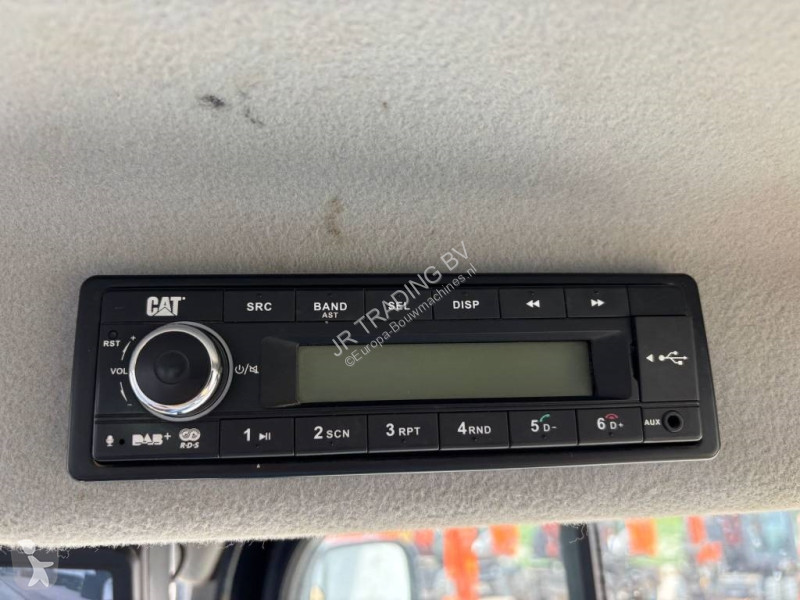 CAT
SRC
BAND
AST
SEL
DISP
RST
VOL
+
-
DAB+
R·D·S
1
2 SCN
3 RPT
4 RND
5 D-
6 D+
AUX
JR TRADING BV
©Europa-Bouwmachines.nl